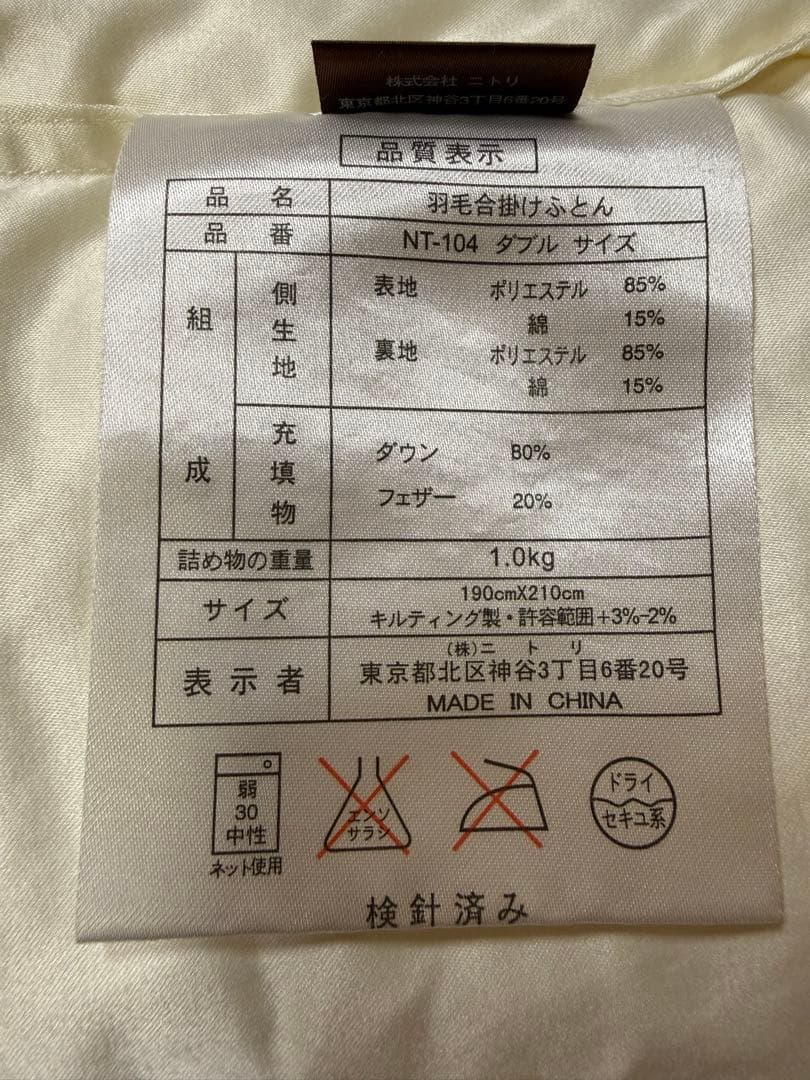 株式会社 ニトリ
東京都北区神谷3丁目6番20号
品質表示
品 名 羽毛合掛けふとん
品 番 NT-104 ダブル サイズ
組成 側生地 表地 ポリエステル 85%
綿 15%
裏地 ポリエステル 85%
綿 15%
充填物 ダウン 80%
フェザー 20%
詰め物の重量 1.0kg
サイズ 190cmX210cm
キルティング製・許容範囲+3%-2%
表示者 (株)ニトリ
東京都北区神谷3丁目6番20号
MADE IN CHINA
弱
30
中性
ネット使用
エンソ
サラシ
ドライ
セキユ系
検針済み